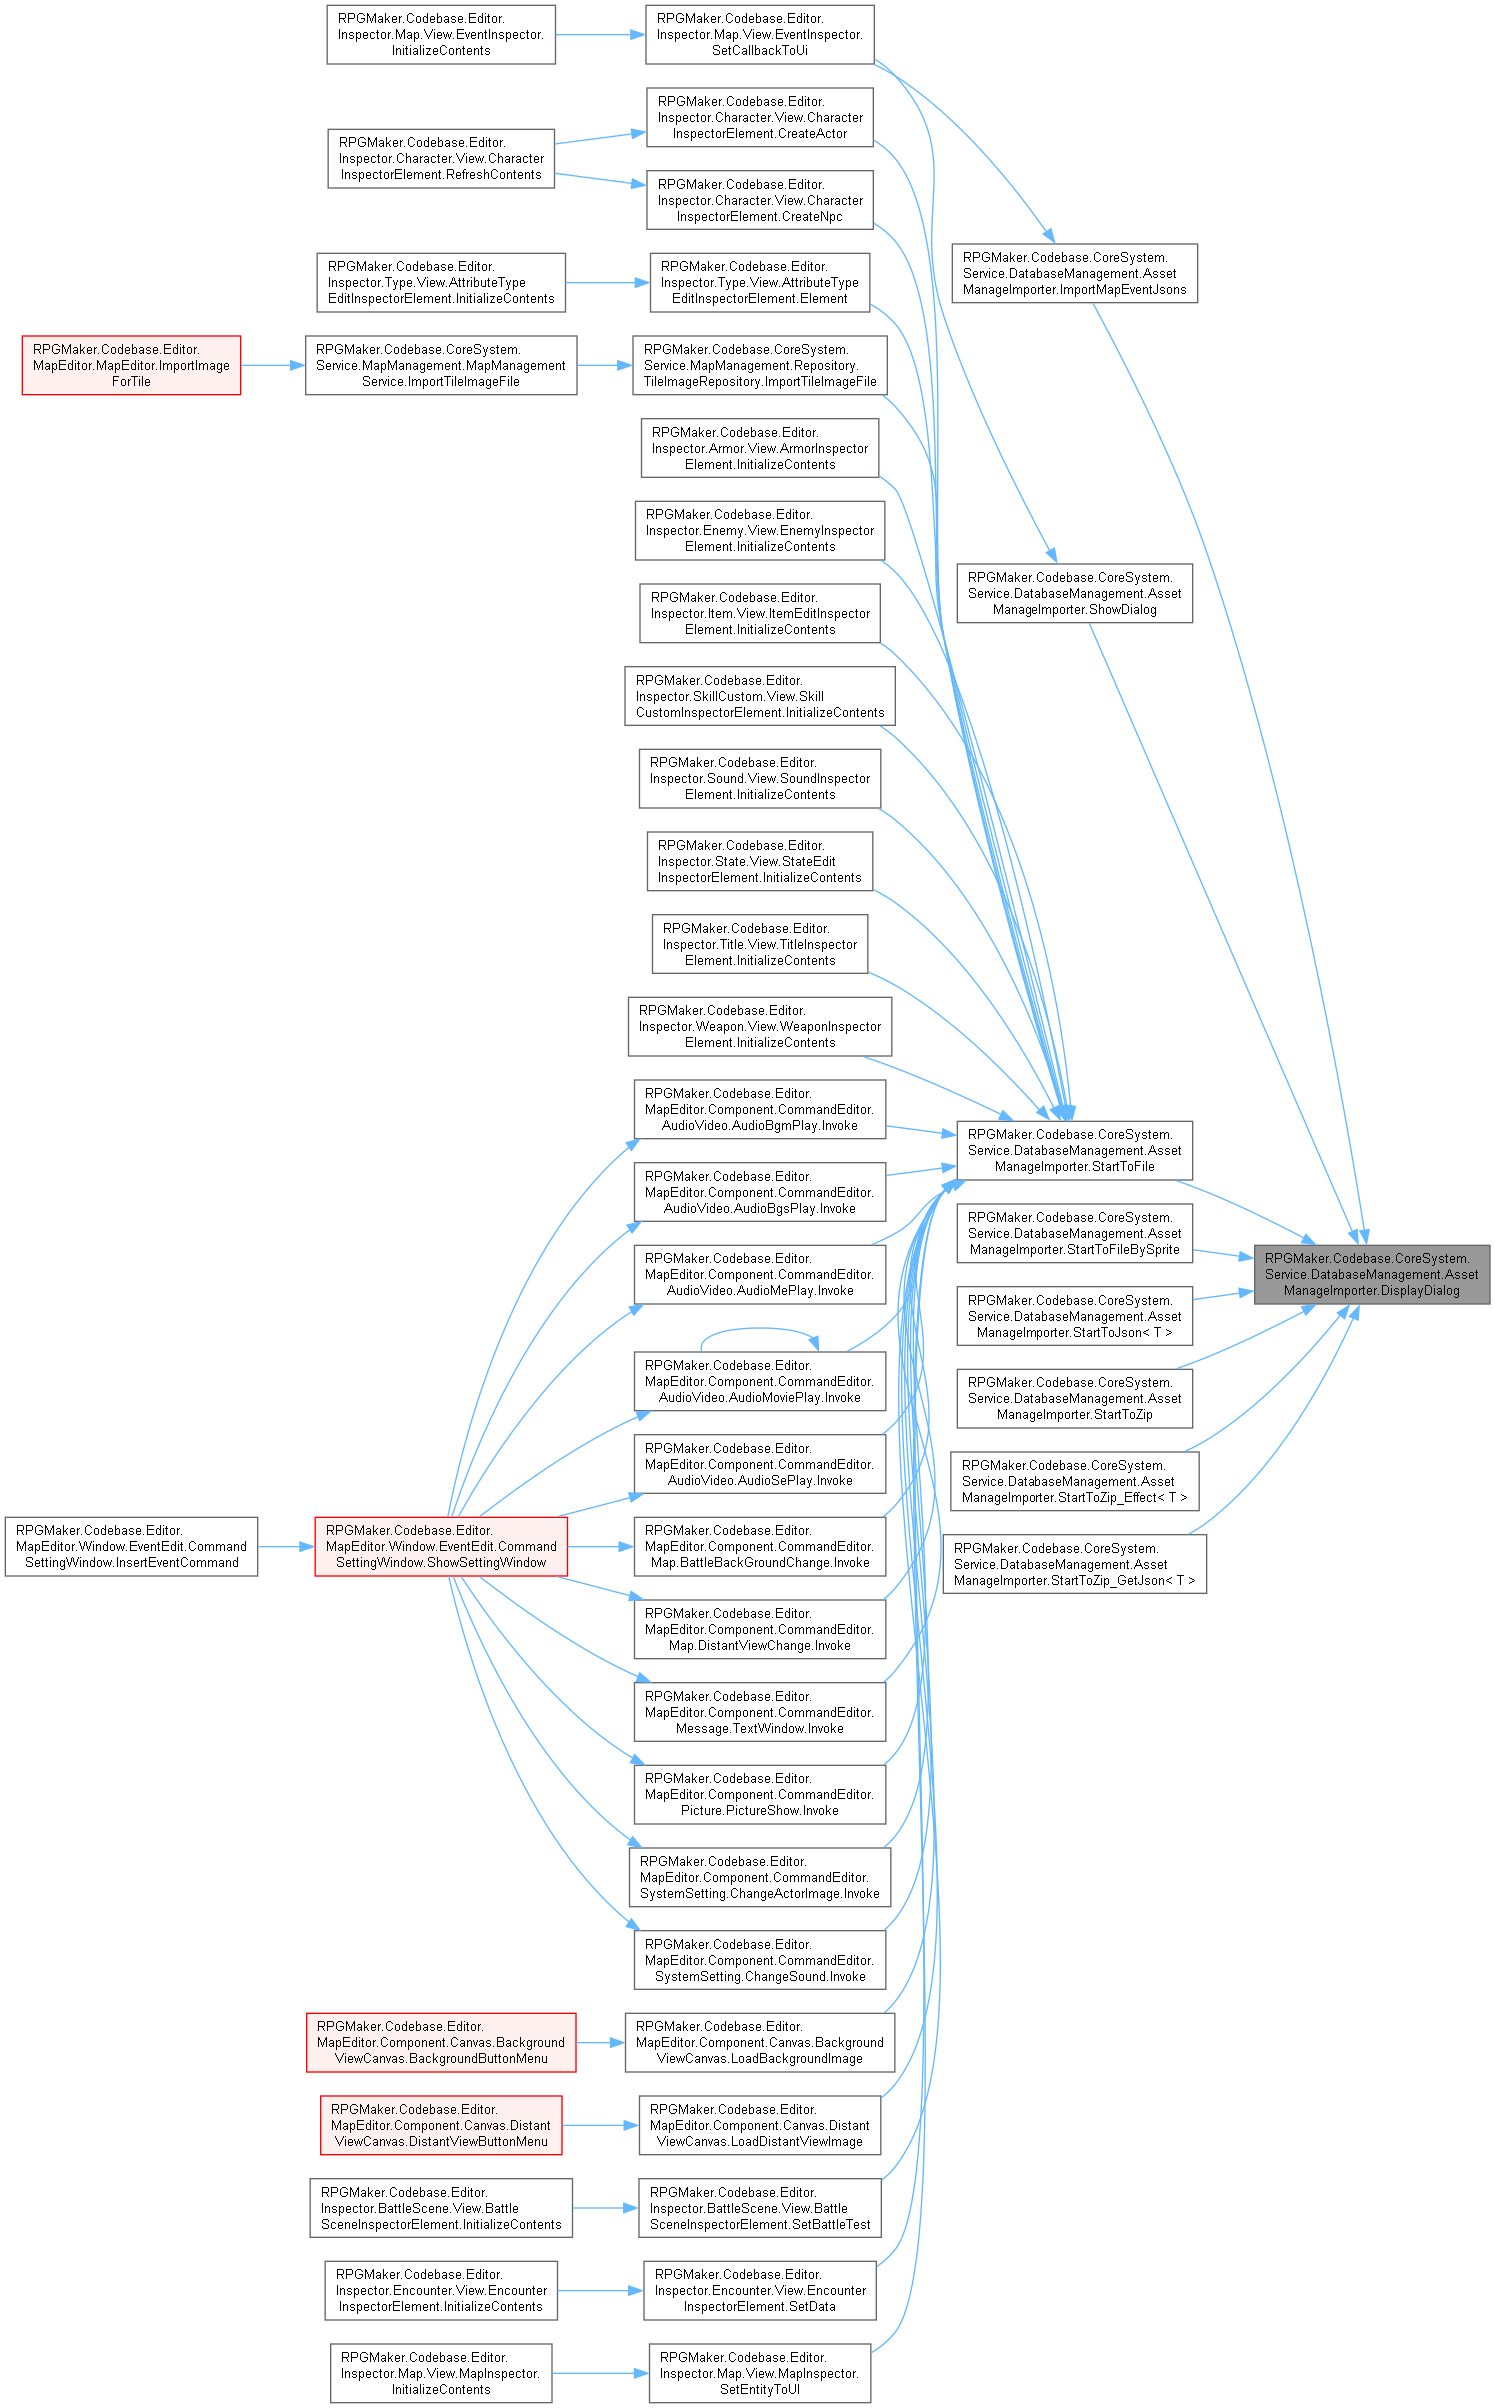 RPGMaker.Codebase.Editor.
Inspector.Map.View.EventInspector.
InitializeContents
RPGMaker.Codebase.Editor.
Inspector.Map.View.EventInspector.
SetCallbackToUi
RPGMaker.Codebase.Editor.
Inspector.Character.View.Character
InspectorElement.CreateActor
RPGMaker.Codebase.Editor.
Inspector.Character.View.Character
InspectorElement.RefreshContents
RPGMaker.Codebase.Editor.
Inspector.Character.View.Character
InspectorElement.CreateNpc
RPGMaker.Codebase.CoreSystem.
Service.DatabaseManagement.Asset
ManageImporter.ImportMapEventJsons
RPGMaker.Codebase.Editor.
Inspector.Type.View.AttributeType
EditInspectorElement.InitializeContents
RPGMaker.Codebase.Editor.
Inspector.Type.View.AttributeType
EditInspectorElement.Element
RPGMaker.Codebase.Editor.
MapEditor.MapEditor.ImportImage
ForTile
RPGMaker.Codebase.CoreSystem.
Service.MapManagement.MapManagement
Service.ImportTileImageFile
RPGMaker.Codebase.CoreSystem.
Service.MapManagement.Repository.
TileImageRepository.ImportTileImageFile
RPGMaker.Codebase.Editor.
Inspector.Armor.View.ArmorInspector
Element.InitializeContents
RPGMaker.Codebase.Editor.
Inspector.Enemy.View.EnemyInspector
Element.InitializeContents
RPGMaker.Codebase.CoreSystem.
Service.DatabaseManagement.Asset
ManageImporter.ShowDialog
RPGMaker.Codebase.Editor.
Inspector.Item.View.ItemEditInspector
Element.InitializeContents
RPGMaker.Codebase.Editor.
Inspector.SkillCustom.View.Skill
CustomInspectorElement.InitializeContents
RPGMaker.Codebase.Editor.
Inspector.Sound.View.SoundInspector
Element.InitializeContents
RPGMaker.Codebase.Editor.
Inspector.State.View.StateEdit
InspectorElement.InitializeContents
RPGMaker.Codebase.Editor.
Inspector.Title.View.TitleInspector
Element.InitializeContents
RPGMaker.Codebase.Editor.
Inspector.Weapon.View.WeaponInspector
Element.InitializeContents
RPGMaker.Codebase.Editor.
MapEditor.Component.CommandEditor.
AudioVideo.AudioBgmPlay.Invoke
RPGMaker.Codebase.CoreSystem.
Service.DatabaseManagement.Asset
ManageImporter.StartToFile
RPGMaker.Codebase.Editor.
MapEditor.Component.CommandEditor.
AudioVideo.AudioBgsPlay.Invoke
RPGMaker.Codebase.CoreSystem.
Service.DatabaseManagement.Asset
ManageImporter.StartToFileBySprite
RPGMaker.Codebase.Editor.
MapEditor.Component.CommandEditor.
AudioVideo.AudioMePlay.Invoke
RPGMaker.Codebase.CoreSystem.
Service.DatabaseManagement.Asset
ManageImporter.DisplayDialog
RPGMaker.Codebase.CoreSystem.
Service.DatabaseManagement.Asset
ManageImporter.StartToJson< T >
RPGMaker.Codebase.Editor.
MapEditor.Component.CommandEditor.
AudioVideo.AudioMoviePlay.Invoke
RPGMaker.Codebase.CoreSystem.
Service.DatabaseManagement.Asset
ManageImporter.StartToZip
RPGMaker.Codebase.Editor.
MapEditor.Component.CommandEditor.
AudioVideo.AudioSePlay.Invoke
RPGMaker.Codebase.CoreSystem.
Service.DatabaseManagement.Asset
ManageImporter.StartToZip_Effect< T >
RPGMaker.Codebase.Editor.
MapEditor.Window.EventEdit.Command
SettingWindow.InsertEventCommand
RPGMaker.Codebase.Editor.
MapEditor.Window.EventEdit.Command
SettingWindow.ShowSettingWindow
RPGMaker.Codebase.Editor.
MapEditor.Component.CommandEditor.
Map.BattleBackGroundChange.Invoke
RPGMaker.Codebase.CoreSystem.
Service.DatabaseManagement.Asset
ManageImporter.StartToZip_GetJson< T >
RPGMaker.Codebase.Editor.
MapEditor.Component.CommandEditor.
Map.DistantViewChange.Invoke
RPGMaker.Codebase.Editor.
MapEditor.Component.CommandEditor.
Message.TextWindow.Invoke
RPGMaker.Codebase.Editor.
MapEditor.Component.CommandEditor.
Picture.PictureShow.Invoke
RPGMaker.Codebase.Editor.
MapEditor.Component.CommandEditor.
SystemSetting.ChangeActorImage.Invoke
RPGMaker.Codebase.Editor.
MapEditor.Component.CommandEditor.
SystemSetting.ChangeSound.Invoke
RPGMaker.Codebase.Editor.
MapEditor.Component.Canvas.Background
ViewCanvas.BackgroundButtonMenu
RPGMaker.Codebase.Editor.
MapEditor.Component.Canvas.Background
ViewCanvas.LoadBackgroundImage
RPGMaker.Codebase.Editor.
MapEditor.Component.Canvas.Distant
ViewCanvas.DistantViewButtonMenu
RPGMaker.Codebase.Editor.
MapEditor.Component.Canvas.Distant
ViewCanvas.LoadDistantViewImage
RPGMaker.Codebase.Editor.
Inspector.BattleScene.View.Battle
SceneInspectorElement.InitializeContents
RPGMaker.Codebase.Editor.
Inspector.BattleScene.View.Battle
SceneInspectorElement.SetBattleTest
RPGMaker.Codebase.Editor.
Inspector.Encounter.View.Encounter
InspectorElement.InitializeContents
RPGMaker.Codebase.Editor.
Inspector.Encounter.View.Encounter
InspectorElement.SetData
RPGMaker.Codebase.Editor.
Inspector.Map.View.MapInspector.
InitializeContents
RPGMaker.Codebase.Editor.
Inspector.Map.View.MapInspector.
SetEntityToUI